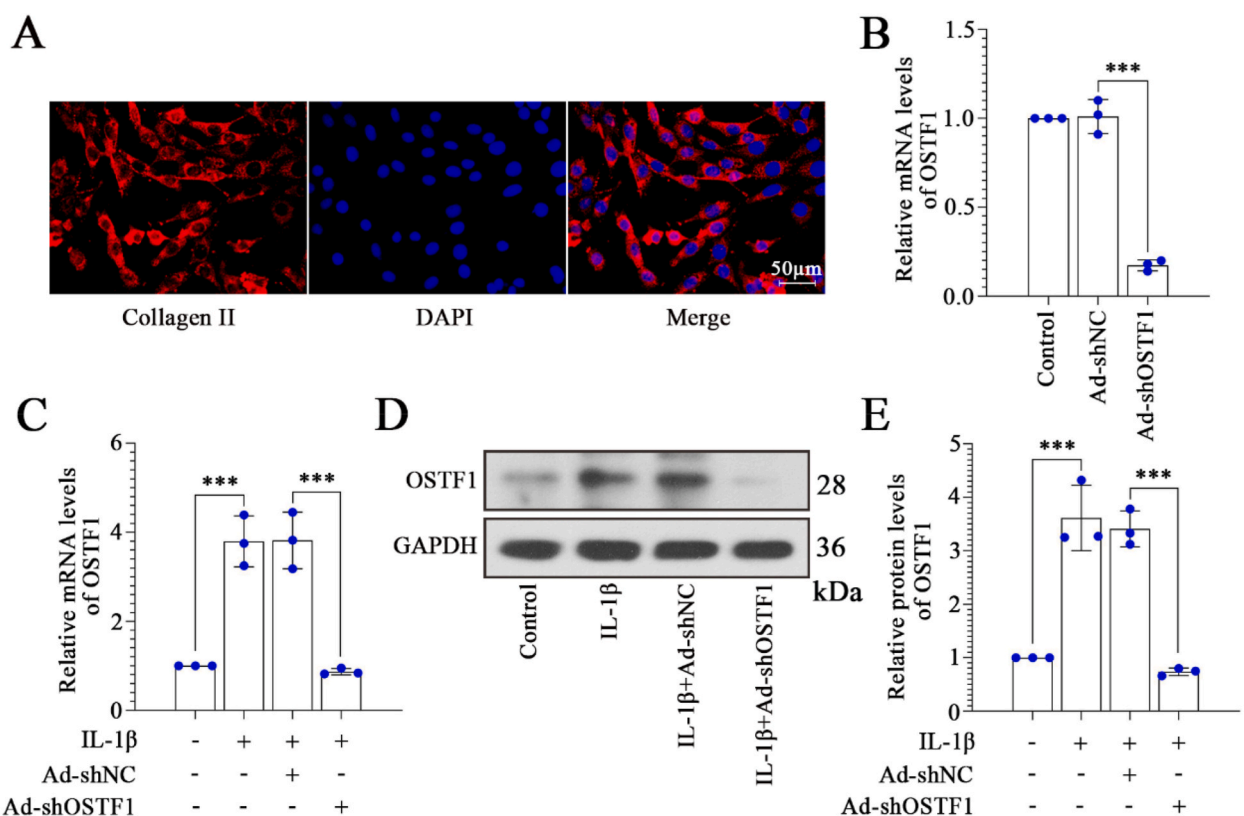 A
Collagen II
DAPI
Merge
50μm
B
Relative mRNA levels
of OSTF1
1.5
1.0
0.5
0.0
***
Control
Ad-shNC
Ad-shOSTF1
C
Relative mRNA levels
of OSTF1
6
4
2
0
***
***
IL-1β - + + +
Ad-shNC - - + -
Ad-shOSTF1 - - - +
D
OSTF1
28
GAPDH
36
kDa
Control
IL-1β
IL-1β+Ad-shNC
IL-1β+Ad-shOSTF1
E
Relative protein levels
of OSTF1
5
4
3
2
1
0
***
***
IL-1β - + + +
Ad-shNC - - + -
Ad-shOSTF1 - - - +